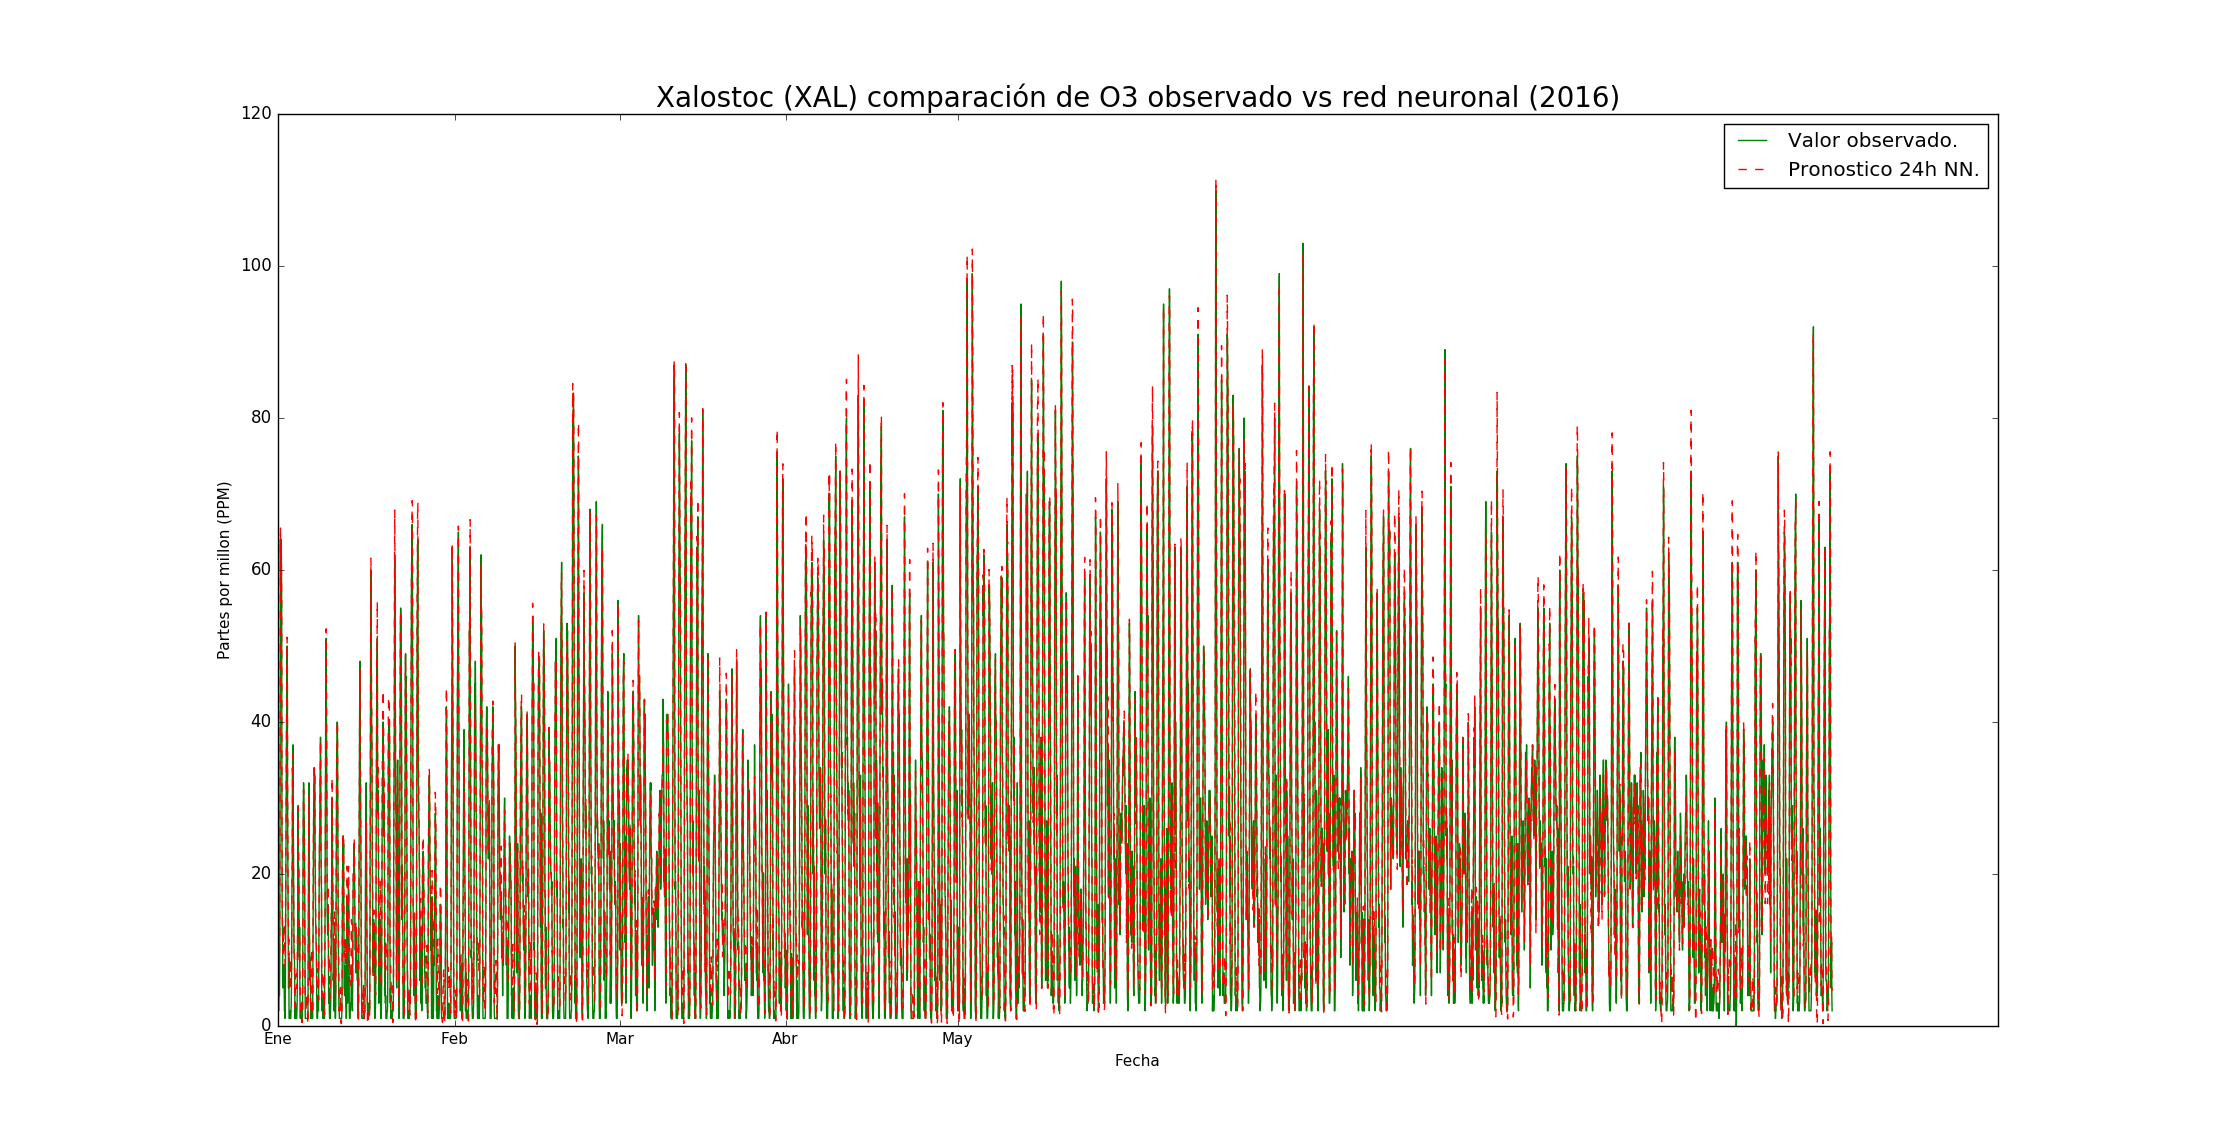 Xalostoc (XAL) comparación de O3 observado vs red neuronal (2016)
Valor observado.
Pronostico 24h NN.
Partes por millon (PPM)
120
100
80
60
40
20
0
Ene Feb Mar Abr May
Fecha